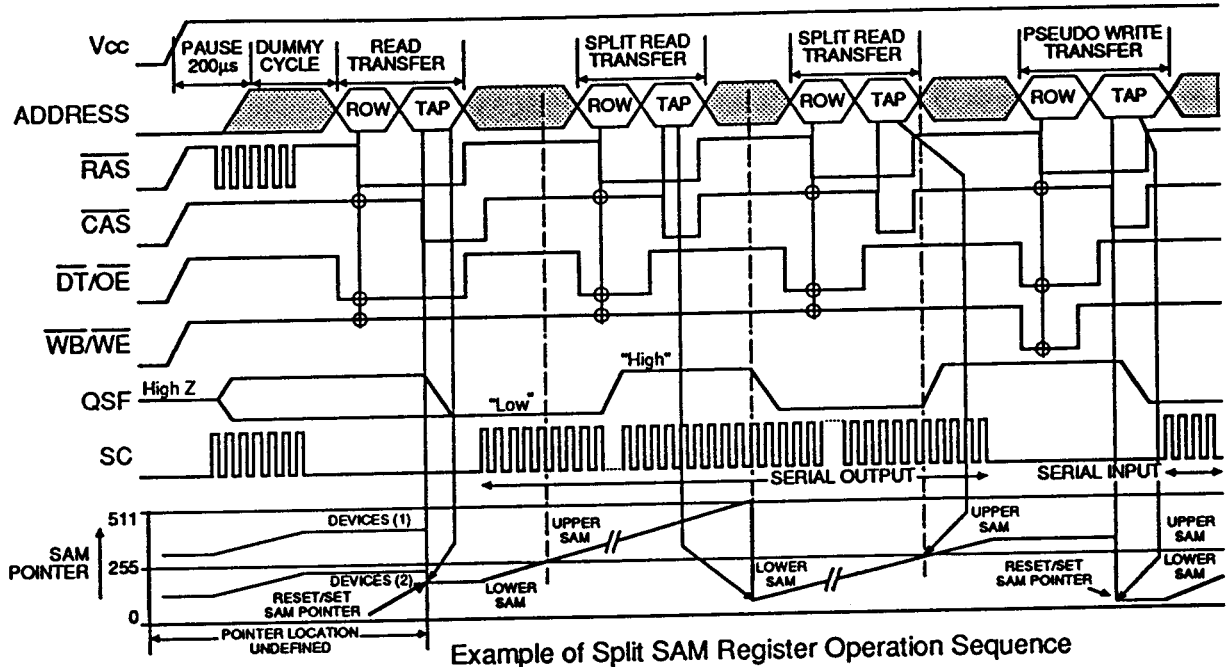 Vcc
PAUSE
200μs
DUMMY
CYCLE
READ
TRANSFER
SPLIT READ
TRANSFER
SPLIT READ
TRANSFER
PSEUDO WRITE
TRANSFER
ADDRESS
ROW
TAP
ROW
TAP
ROW
TAP
ROW
TAP
RAS
CAS
DT/OE
WB/WE
QSF
High Z
"Low"
"High"
SC
SERIAL OUTPUT
SERIAL INPUT
511
SAM
POINTER
255
0
DEVICES (1)
DEVICES (2)
RESET/SET
SAM POINTER
POINTER LOCATION
UNDEFINED
LOWER
SAM
UPPER
SAM
LOWER
SAM
UPPER
SAM
RESET/SET
SAM POINTER
UPPER
SAM
LOWER
SAM
Example of Split SAM Register Operation Sequence